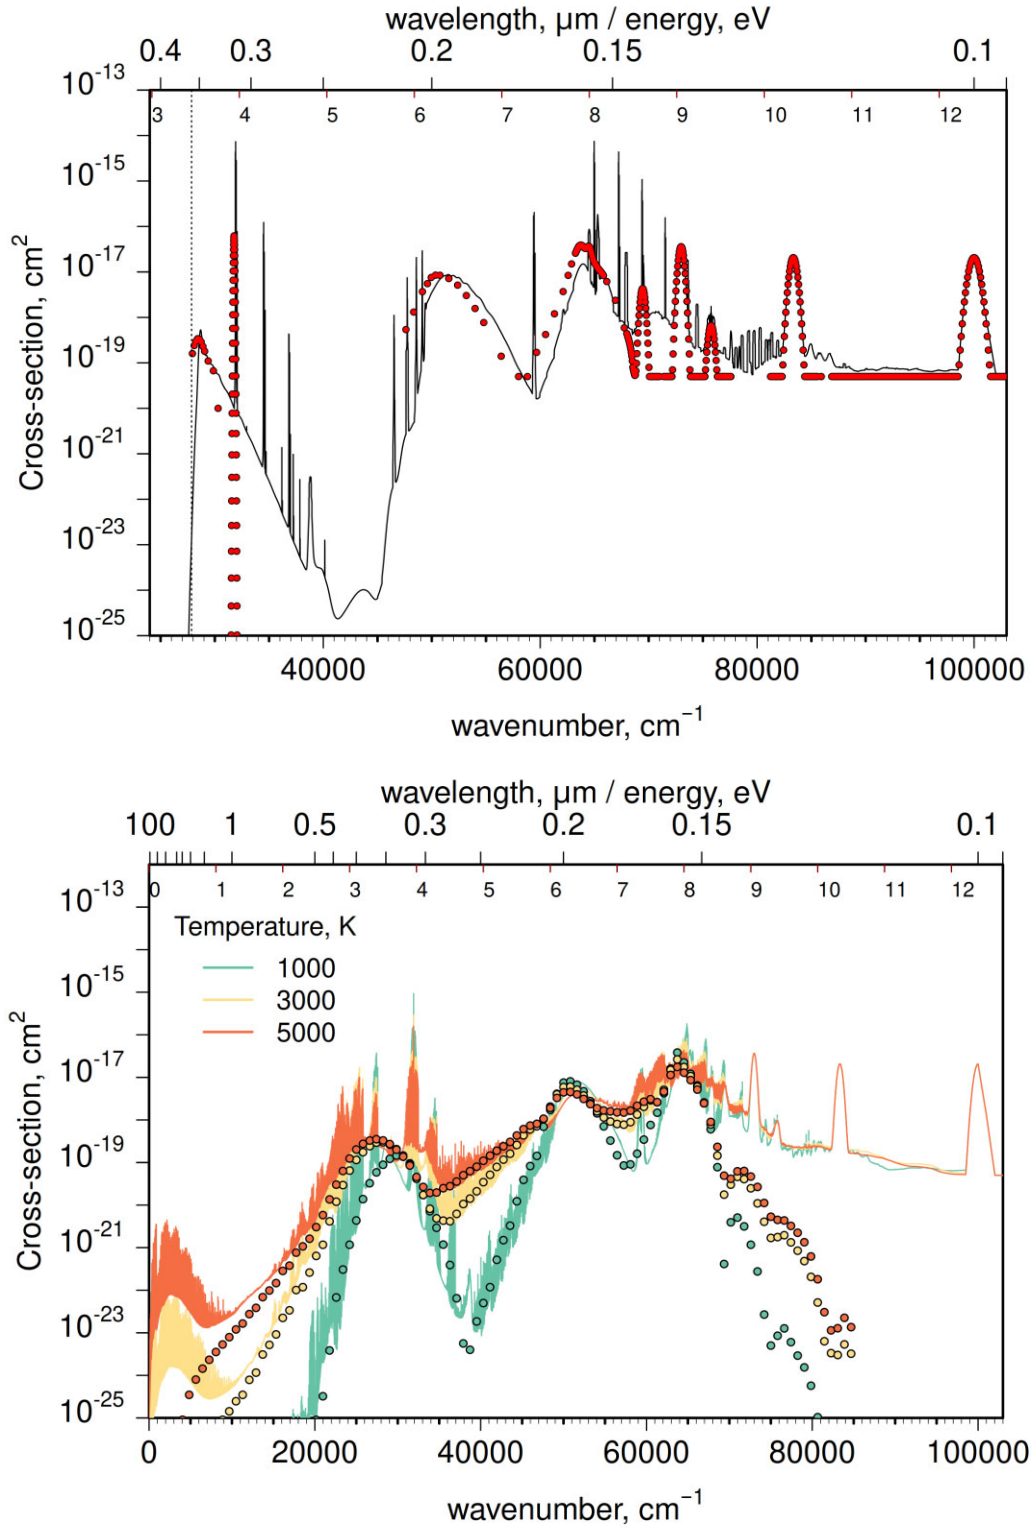 wavelength, µm / energy, eV
0.4 0.3 0.2 0.15 0.1
3 4 5 6 7 8 9 10 11 12
10⁻¹³
10⁻¹⁵
10⁻¹⁷
10⁻¹⁹
10⁻²¹
10⁻²³
10⁻²⁵
Cross-section, cm²
40000 60000 80000 100000
wavenumber, cm⁻¹
wavelength, µm / energy, eV
100 1 0.5 0.3 0.2 0.15 0.1
0 1 2 3 4 5 6 7 8 9 10 11 12
10⁻¹³
10⁻¹⁵
10⁻¹⁷
10⁻¹⁹
10⁻²¹
10⁻²³
10⁻²⁵
Cross-section, cm²
Temperature, K
1000
3000
5000
0 20000 40000 60000 80000 100000
wavenumber, cm⁻¹